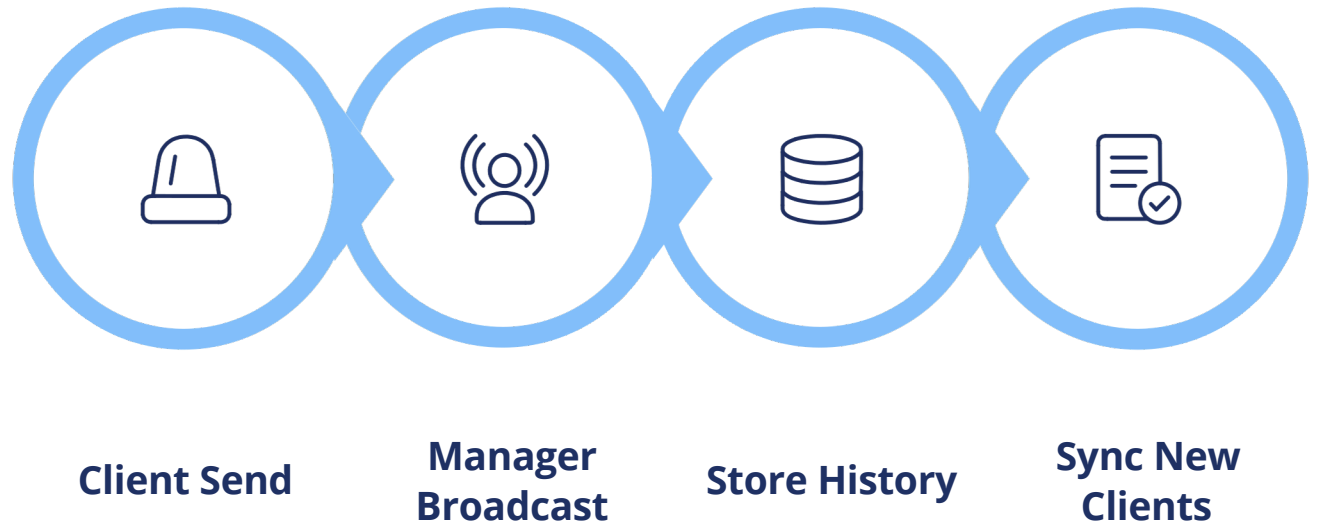 Client Send
Manager
Broadcast
Store History
Sync New
Clients